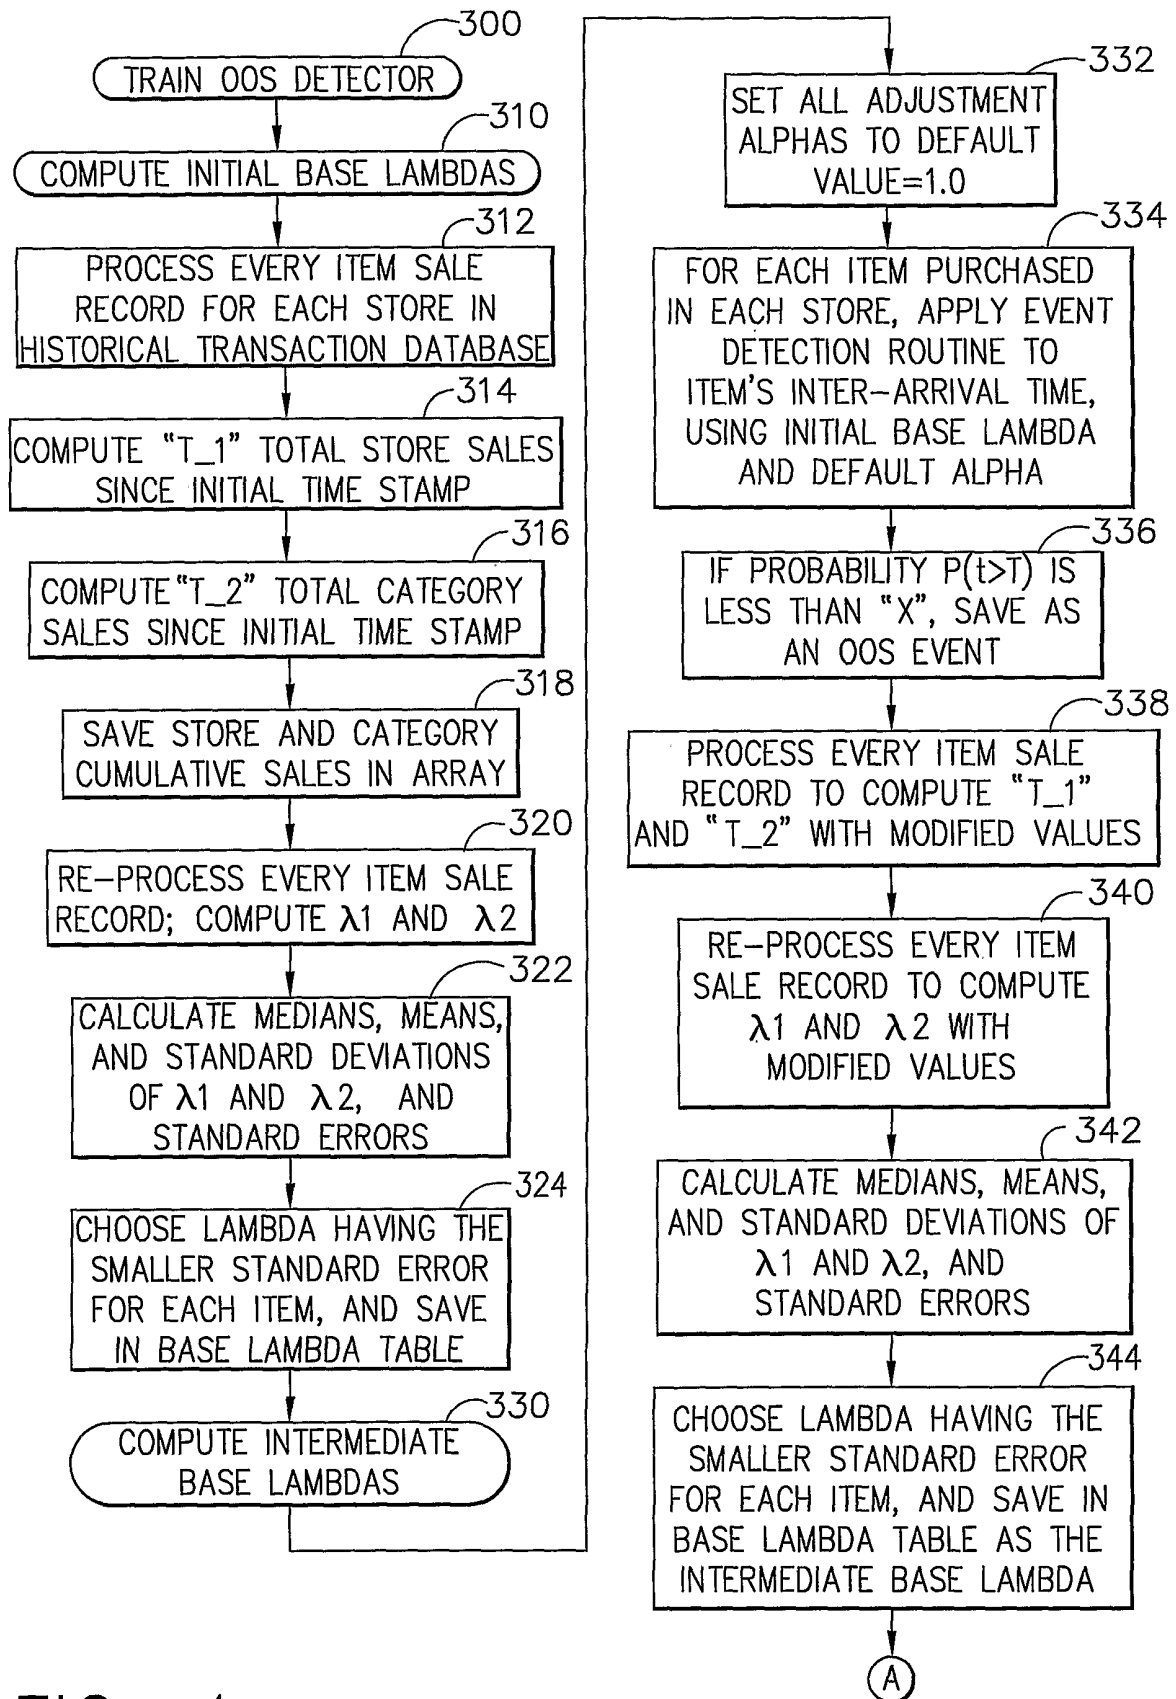 300
TRAIN OOS DETECTOR
310
COMPUTE INITIAL BASE LAMBDAS
312
PROCESS EVERY ITEM SALE
RECORD FOR EACH STORE IN
HISTORICAL TRANSACTION DATABASE
314
COMPUTE "T_1" TOTAL STORE SALES
SINCE INITIAL TIME STAMP
316
COMPUTE "T_2" TOTAL CATEGORY
SALES SINCE INITIAL TIME STAMP
318
SAVE STORE AND CATEGORY
CUMULATIVE SALES IN ARRAY
320
RE-PROCESS EVERY ITEM SALE
RECORD; COMPUTE λ1 AND λ2
322
CALCULATE MEDIANS, MEANS,
AND STANDARD DEVIATIONS
OF λ1 AND λ2, AND
STANDARD ERRORS
324
CHOOSE LAMBDA HAVING THE
SMALLER STANDARD ERROR
FOR EACH ITEM, AND SAVE
IN BASE LAMBDA TABLE
330
COMPUTE INTERMEDIATE
BASE LAMBDAS
332
SET ALL ADJUSTMENT
ALPHAS TO DEFAULT
VALUE=1.0
334
FOR EACH ITEM PURCHASED
IN EACH STORE, APPLY EVENT
DETECTION ROUTINE TO
ITEM'S INTER-ARRIVAL TIME,
USING INITIAL BASE LAMBDA
AND DEFAULT ALPHA
336
IF PROBABILITY P(t>T) IS
LESS THAN "X", SAVE AS
AN OOS EVENT
338
PROCESS EVERY ITEM SALE
RECORD TO COMPUTE "T_1"
AND "T_2" WITH MODIFIED VALUES
340
RE-PROCESS EVERY ITEM
SALE RECORD TO COMPUTE
λ1 AND λ2 WITH
MODIFIED VALUES
342
CALCULATE MEDIANS, MEANS,
AND STANDARD DEVIATIONS OF
λ1 AND λ2, AND
STANDARD ERRORS
344
CHOOSE LAMBDA HAVING THE
SMALLER STANDARD ERROR
FOR EACH ITEM, AND SAVE IN
BASE LAMBDA TABLE AS THE
INTERMEDIATE BASE LAMBDA
A